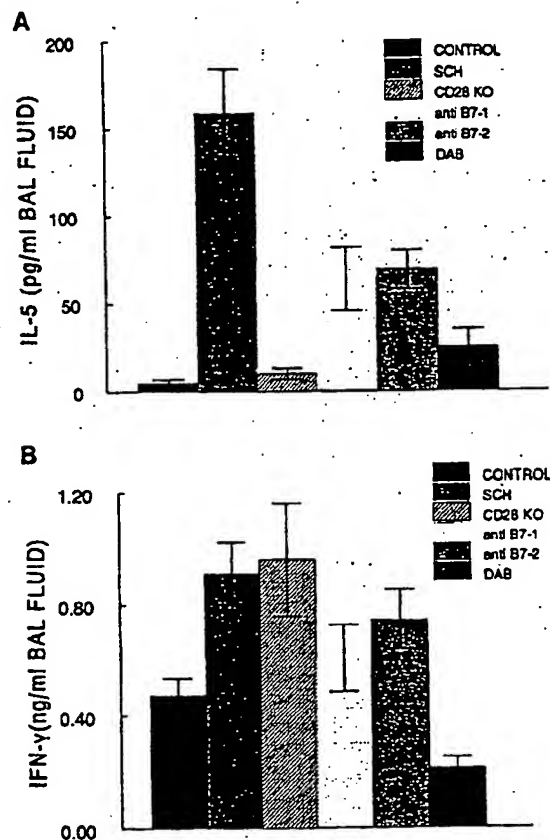 A
IL-5 (pg/ml BAL FLUID)
200
150
100
50
0
CONTROL
SCH
CD28 KO
anti B7-1
anti B7-2
DAB
B
IFN-γ(ng/ml BAL FLUID)
1.20
0.80
0.40
0.00
CONTROL
SCH
CD28 KO
anti B7-1
anti B7-2
DAB